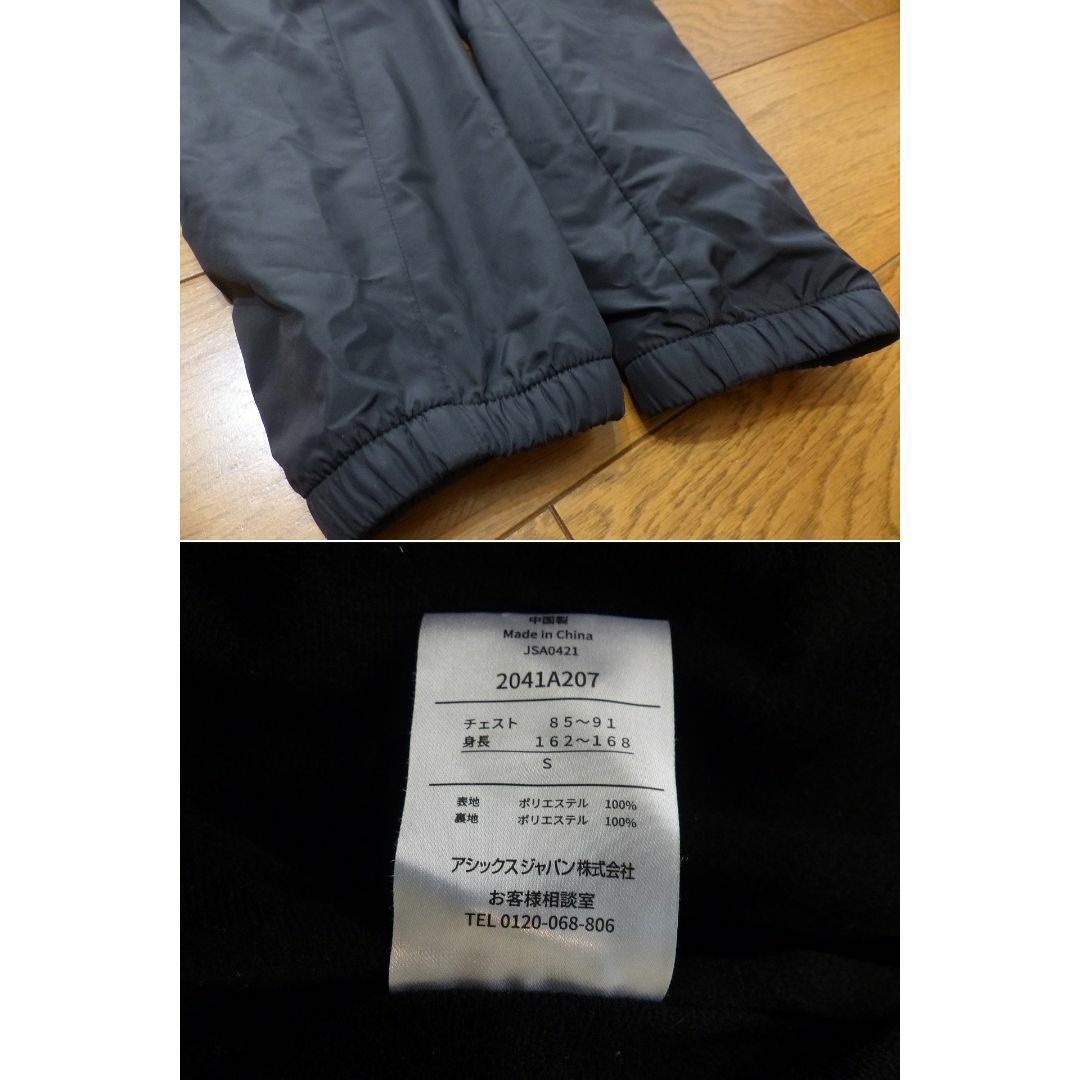 中国製
Made in China
JSA0421
2041A207
チェスト 85～91
身長 162～168
S
表地 ポリエステル 100%
裏地 ポリエステル 100%
アシックスジャパン株式会社
お客様相談室
TEL 0120-068-806